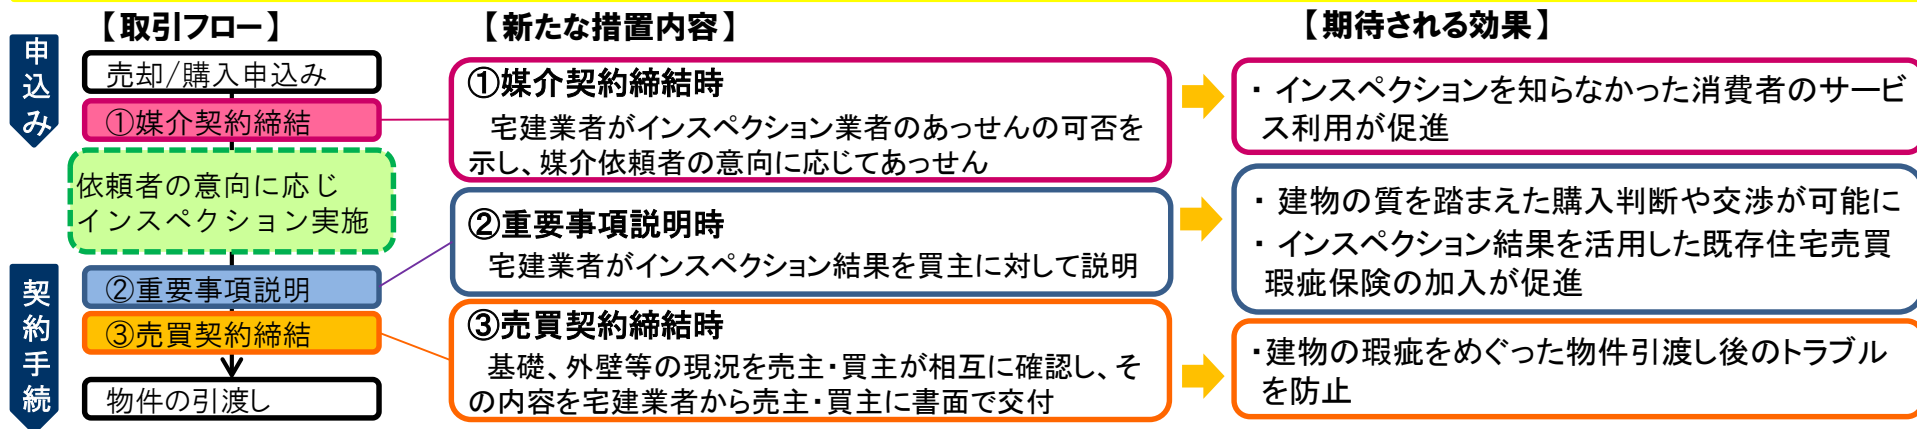 【取引フロー】
申込み
売却/購入申込み
①媒介契約締結
依頼者の意向に応じ
インスペクション実施
契約手続
②重要事項説明
③売買契約締結
物件の引渡し
【新たな措置内容】
①媒介契約締結時
宅建業者がインスペクション業者のあっせんの可否を
示し、媒介依頼者の意向に応じてあっせん
②重要事項説明時
宅建業者がインスペクション結果を買主に対して説明
③売買契約締結時
基礎、外壁等の現況を売主・買主が相互に確認し、そ
の内容を宅建業者から売主・買主に書面で交付
【期待される効果】
・ インスペクションを知らなかった消費者のサービ
ス利用が促進
・ 建物の質を踏まえた購入判断や交渉が可能に
・ インスペクション結果を活用した既存住宅売買
瑕疵保険の加入が促進
・建物の瑕疵をめぐった物件引渡し後のトラブル
を防止